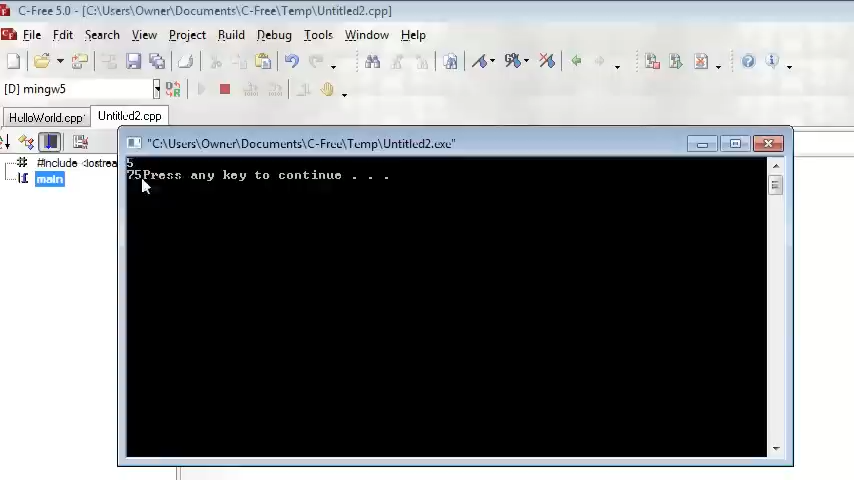 C-Free 5.0 - [C:\Users\Owner\Documents\C-Free\Temp\Untitled2.cpp]
File Edit Search View Project Build Debug Tools Window Help
[D] mingw5
HelloWorld.cpp Untitled2.cpp
"C:\Users\Owner\Documents\C-Free\Temp\Untitled2.exe"
#include <iostrea
main
5
75Press any key to continue . . .